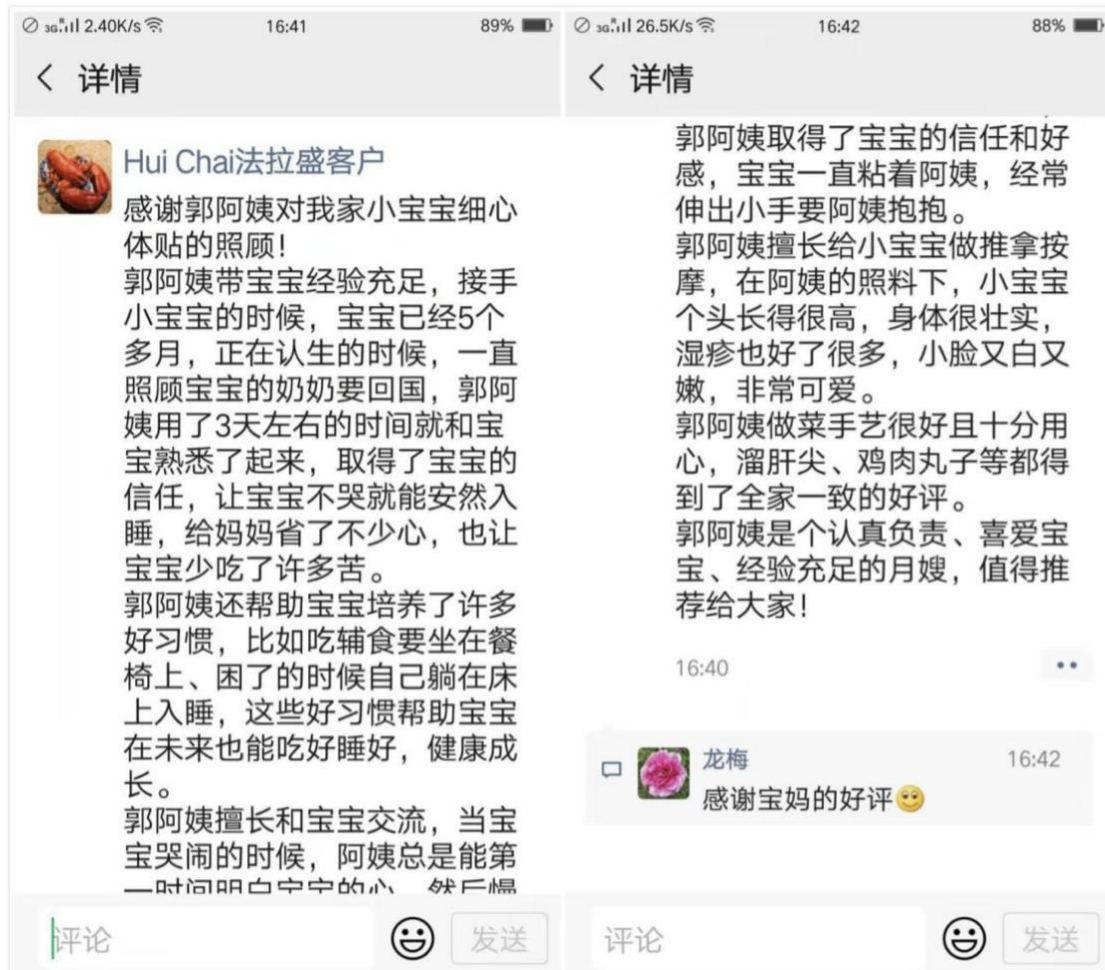 3G 2.40K/s
16:41
89%
详情
Hui Chai法拉盛客户
感谢郭阿姨对我家小宝宝细心
体贴的照顾!
郭阿姨带宝宝经验充足，接手
小宝宝的时候，宝宝已经5个
多月，正在认生的时候，一直
照顾宝宝的奶奶要回国，郭阿
姨用了3天左右的时间就和宝
宝熟悉了起来，取得了宝宝的
信任，让宝宝不哭就能安然入
睡，给妈妈省了不少心，也让
宝宝少吃了许多苦。
郭阿姨还帮助宝宝培养了许多
好习惯，比如吃辅食要坐在餐
椅上、困了的时候自己躺在床
上入睡，这些好习惯帮助宝宝
在未来也能吃好睡好，健康成
长。
郭阿姨擅长和宝宝交流，当宝
宝哭闹的时候，阿姨总是能第
一时间明白宝宝的心，然后慢
评论
发送
3G 26.5K/s
16:42
88%
详情
郭阿姨取得了宝宝的信任和好
感，宝宝一直粘着阿姨，经常
伸出小手要阿姨抱抱。
郭阿姨擅长给小宝宝做推拿按
摩，在阿姨的照料下，小宝宝
个头长得很高，身体很壮实，
湿疹也好了很多，小脸又白又
嫩，非常可爱。
郭阿姨做菜手艺很好且十分用
心，溜肝尖、鸡肉丸子等都得
到了全家一致的好评。
郭阿姨是个认真负责、喜爱宝
宝、经验充足的月嫂，值得推
荐给大家!
16:40
龙梅
16:42
感谢宝妈的好评
评论
发送